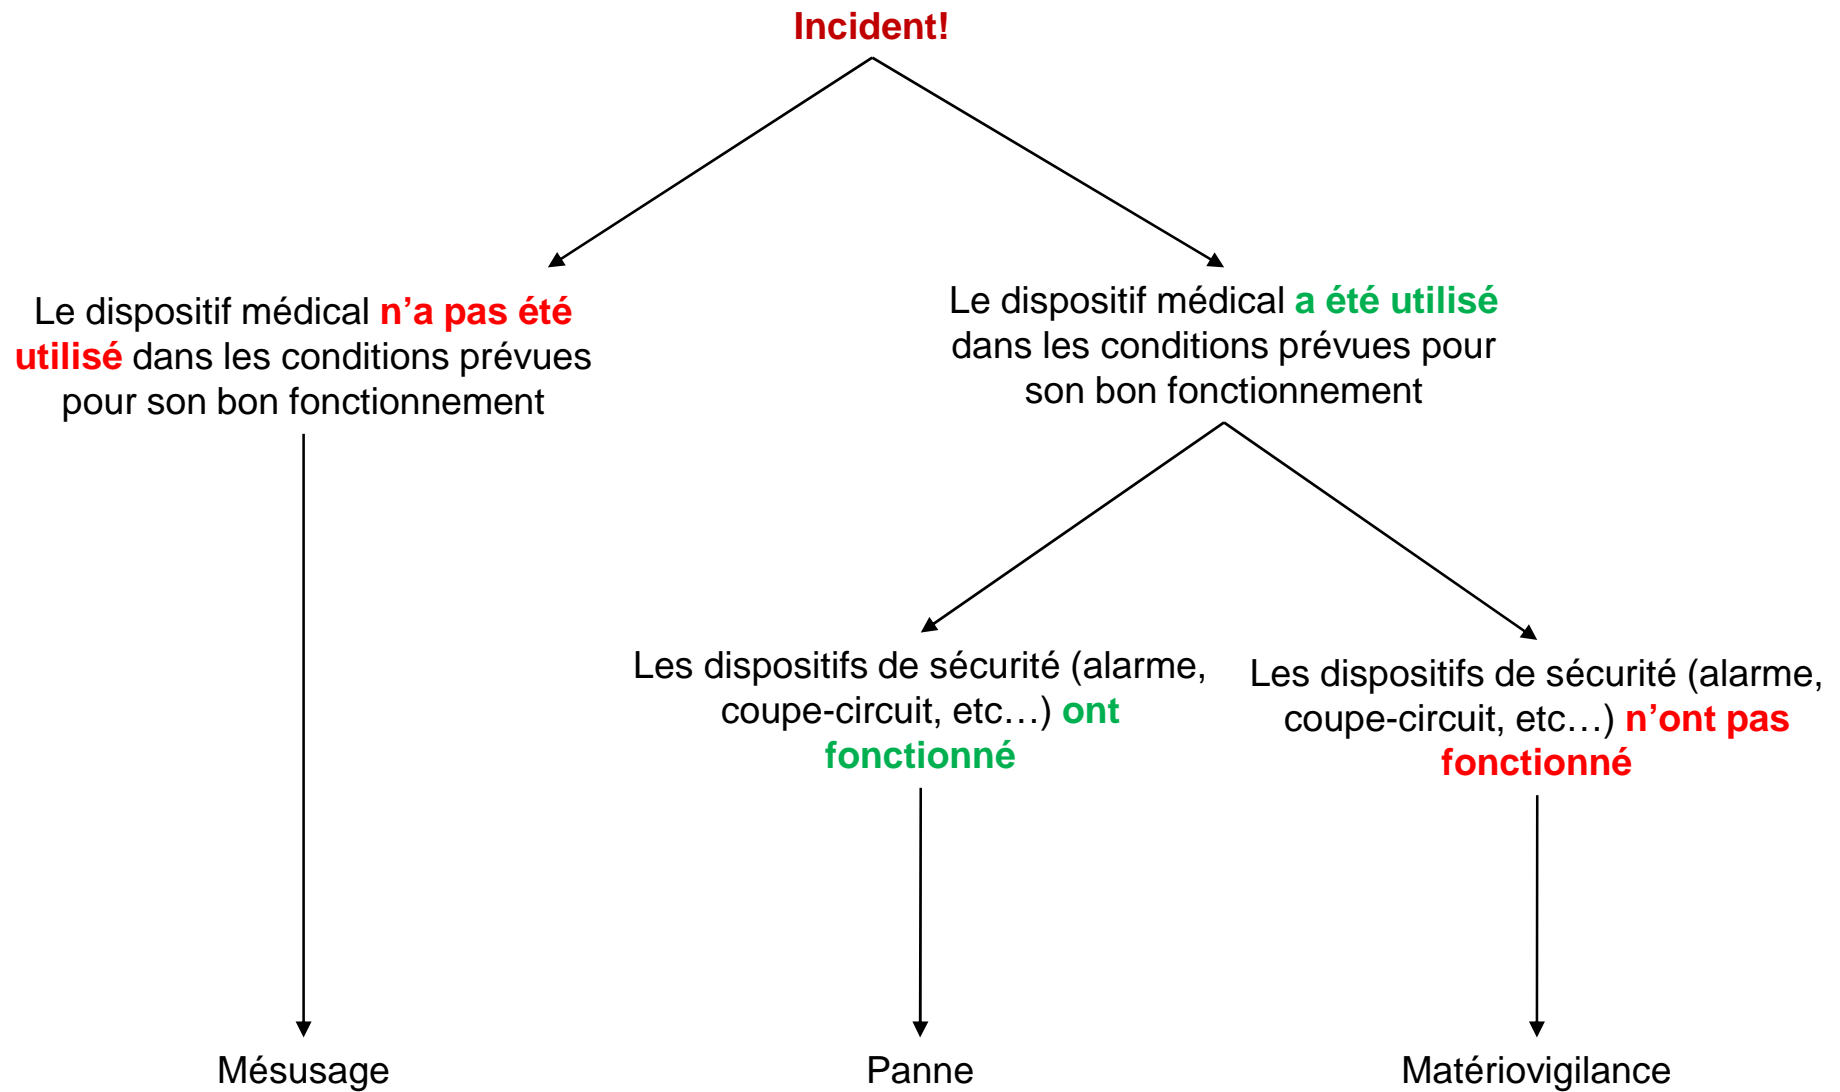 Incident!
Le dispositif médical n’a pas été
utilisé dans les conditions prévues
pour son bon fonctionnement
Le dispositif médical a été utilisé
dans les conditions prévues pour
son bon fonctionnement
Les dispositifs de sécurité (alarme,
coupe-circuit, etc…) ont
fonctionné
Les dispositifs de sécurité (alarme,
coupe-circuit, etc…) n’ont pas
fonctionné
Mésusage
Panne
Matériovigilance